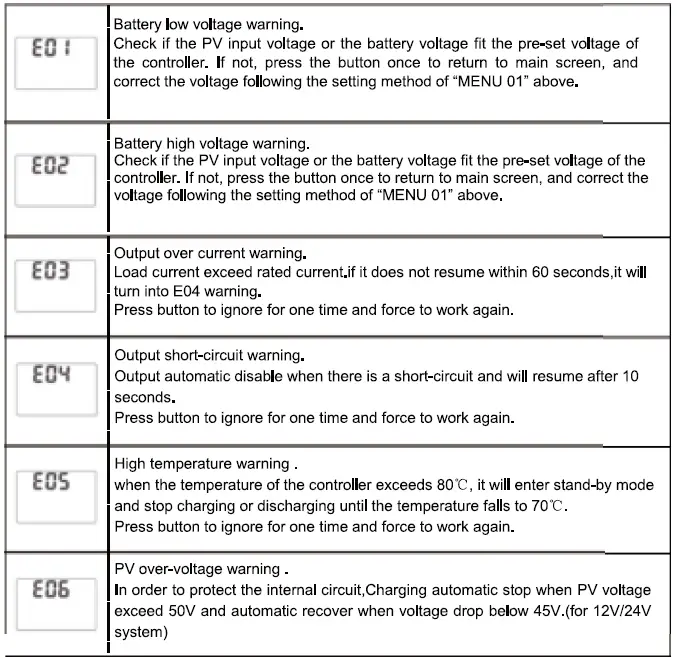 E01
Battery low voltage warning.
Check if the PV input voltage or the battery voltage fit the pre-set voltage of
the controller. If not, press the button once to return to main screen, and
correct the voltage following the setting method of “MENU 01” above.
E02
Battery high voltage warning.
Check if the PV input voltage or the battery voltage fit the pre-set voltage of the
controller. If not, press the button once to return to main screen, and correct the
voltage following the setting method of “MENU 01” above.
E03
Output over current warning.
Load current exceed rated current.if it does not resume within 60 seconds,it will
turn into E04 warning.
Press button to ignore for one time and force to work again.
E04
Output short-circuit warning.
Output automatic disable when there is a short-circuit and will resume after 10
seconds.
Press button to ignore for one time and force to work again.
E05
High temperature warning .
when the temperature of the controller exceeds 80℃, it will enter stand-by mode
and stop charging or discharging until the temperature falls to 70℃.
Press button to ignore for one time and force to work again.
E06
PV over-voltage warning .
In order to protect the internal circuit,Charging automatic stop when PV voltage
exceed 50V and automatic recover when voltage drop below 45V.(for 12V/24V
system)